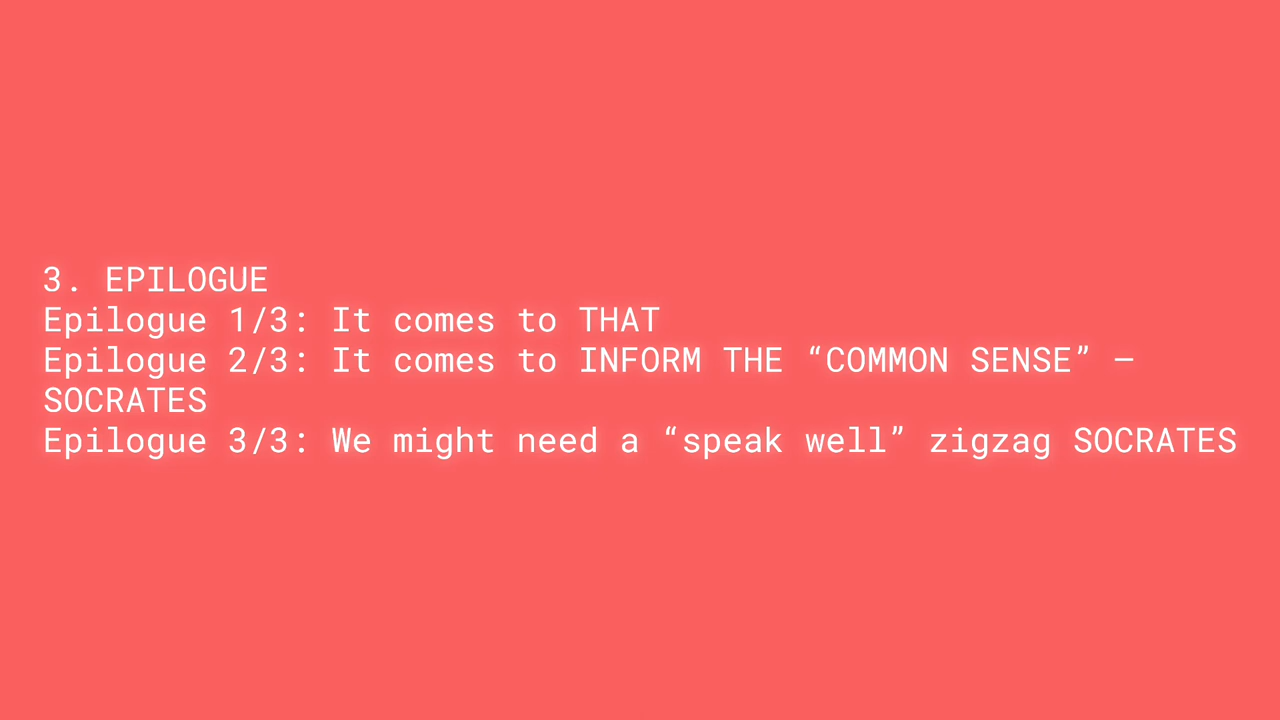 3. EPILOGUE
Epilogue 1/3: It comes to THAT
Epilogue 2/3: It comes to INFORM THE “COMMON SENSE” –
SOCRATES
Epilogue 3/3: We might need a “speak well” zigzag SOCRATES